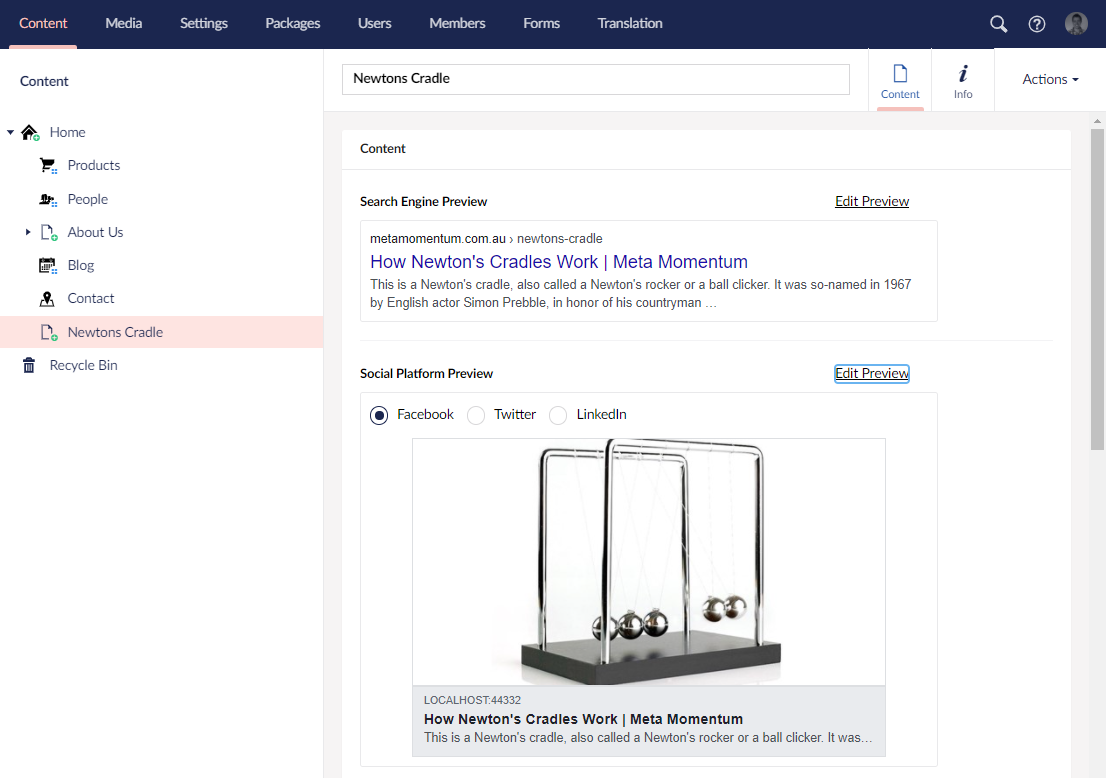 Content Media Settings Packages Users Members Forms Translation
Content
Home
Products
People
About Us
Blog
Contact
Newtons Cradle
Recycle Bin
Newtons Cradle
Content
Info
Actions
Content
Search Engine Preview
Edit Preview
metamomentum.com.au › newtons-cradle
How Newton's Cradles Work | Meta Momentum
This is a Newton's cradle, also called a Newton's rocker or a ball clicker. It was so-named in 1967
by English actor Simon Prebble, in honor of his countryman …
Social Platform Preview
Edit Preview
Facebook Twitter LinkedIn
LOCALHOST:44332
How Newton's Cradles Work | Meta Momentum
This is a Newton's cradle, also called a Newton's rocker or a ball clicker. It was...